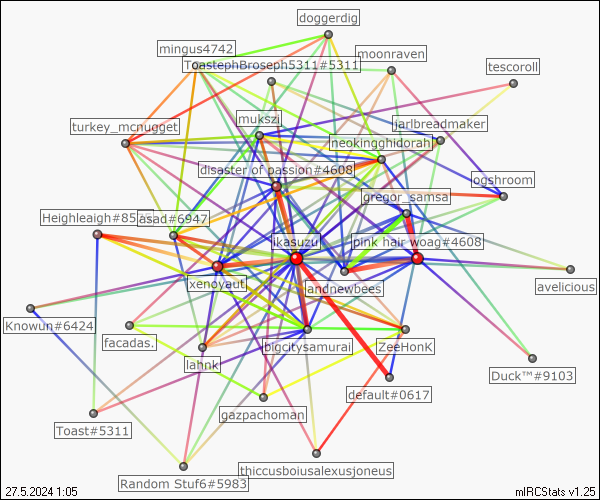 doggerdig
mingus4742
moonraven
ToastephBroseph5311#5311
tescoroll
mukszi
jarlbreadmaker
turkey_mcnugget
neokingghidorah
disaster of passion#4608
ogshroom
gregor_samsa
Heighleaigh#85
asad#6947
ikasuzu
pink hair woag#4608
xenoyaut
landnewbees
avelicious
Knowun#6424
facadas.
bigcitysamurai
ZeeHonK
lahnk
Duck™#9103
default#0617
gazpachoman
Toast#5311
thiccusboiusalexusjoneus
Random Stuf6#5983
27.5.2024 1:05
mIRCStats v1.25